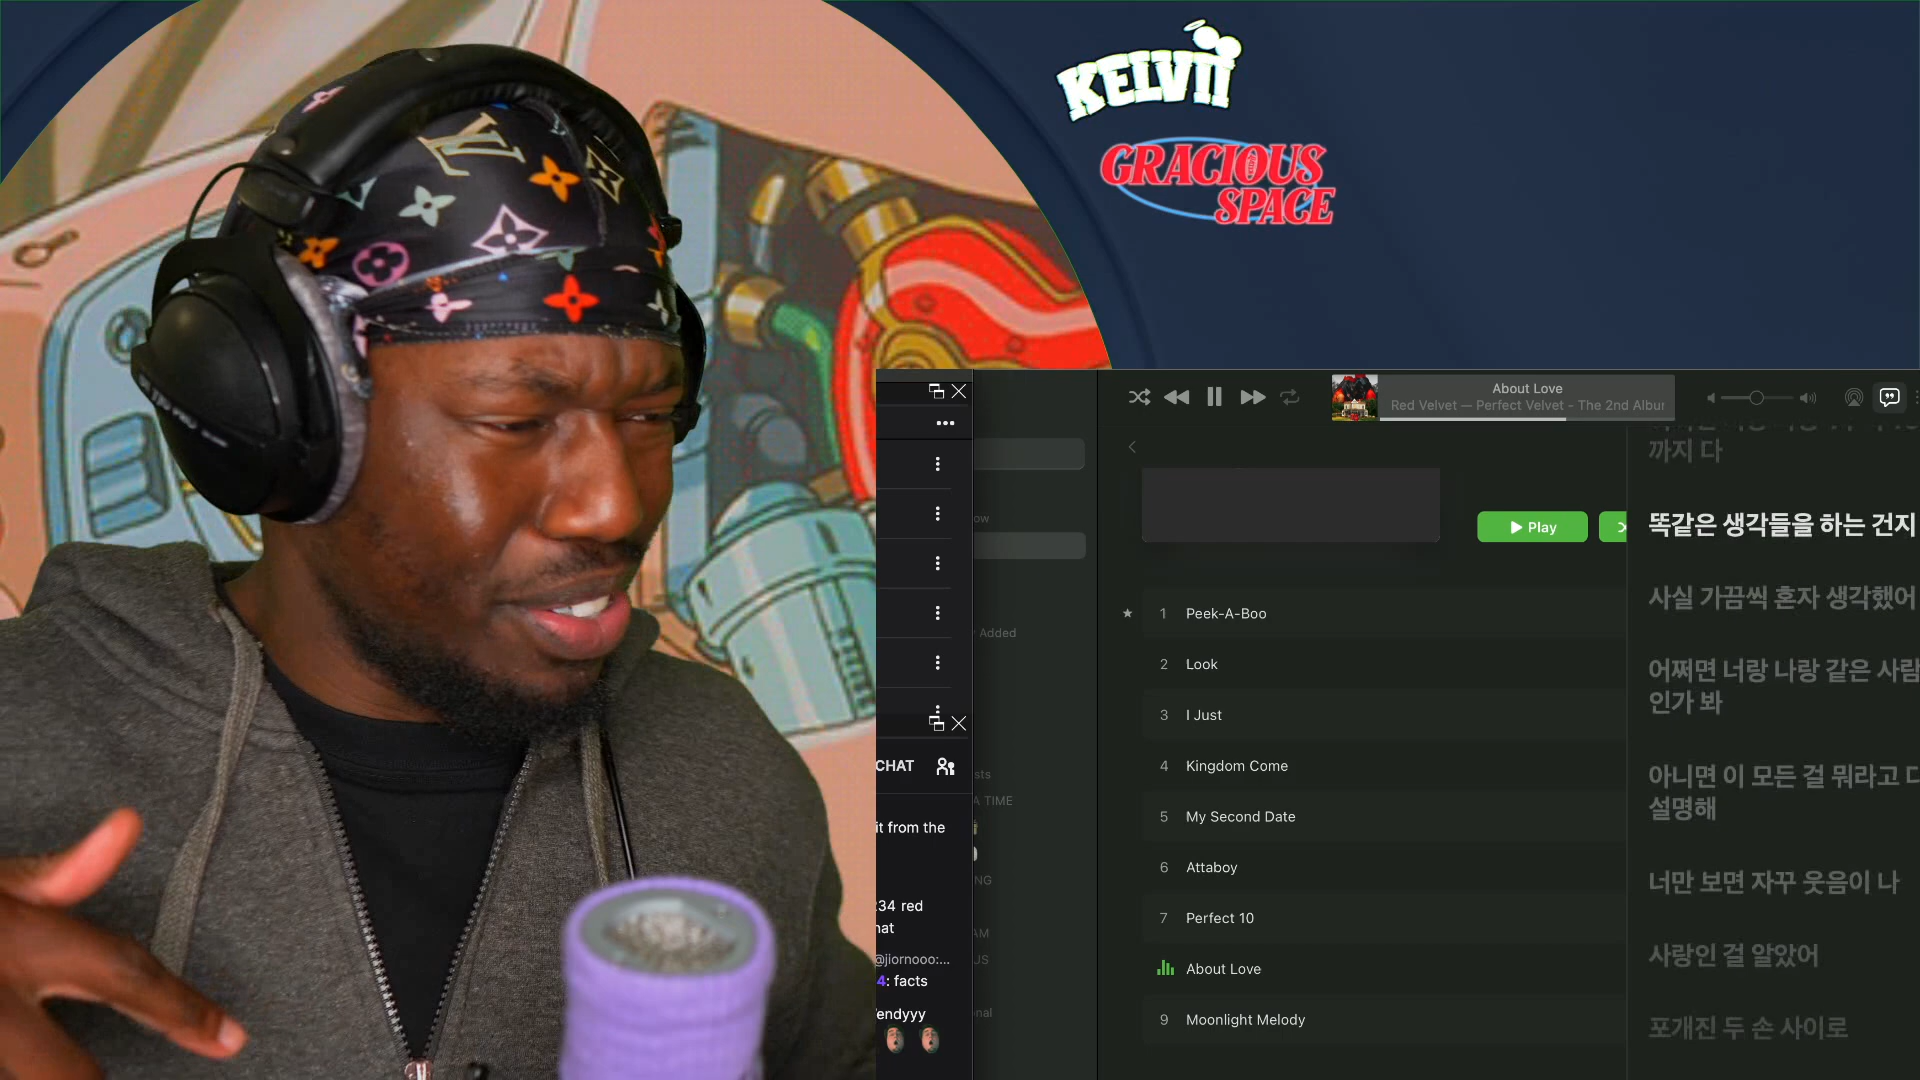 KELVII
GRACIOUS
SPACE
About Love
Red Velvet — Perfect Velvet - The 2nd Albu
까지 다
똑같은 생각들을 하는 건지
사실 가끔씩 혼자 생각했어
어쩌면 너랑 나랑 같은 사람
인가 봐
아니면 이 모든 걸 뭐라고 다
설명해
너만 보면 자꾸 웃음이 나
사랑인 걸 알았어
포개진 두 손 사이로
Play
★ 1 Peek-A-Boo
2 Look
3 I Just
4 Kingdom Come
5 My Second Date
6 Attaboy
7 Perfect 10
About Love
9 Moonlight Melody
Added
A TIME
CHAT
it from the
34 red
@jiornooo:...
4: facts